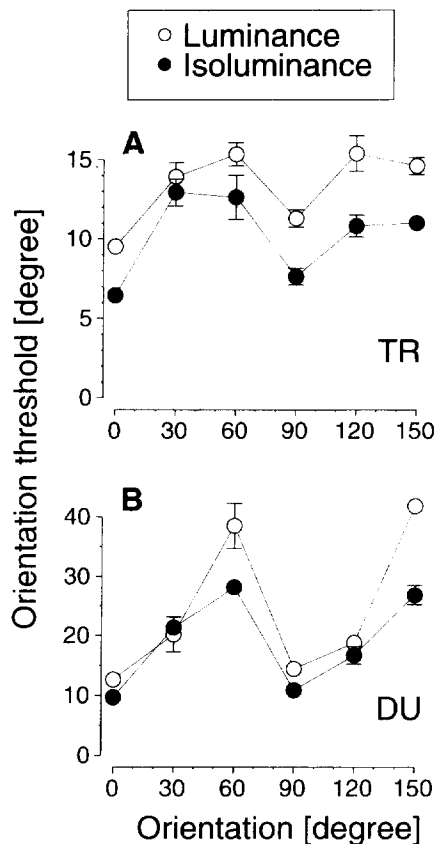 Luminance
Isoluminance
A
15
10
5
0
0 30 60 90 120 150
TR
B
40
30
20
10
0
0 30 60 90 120 150
DU
Orientation threshold [degree]
Orientation [degree]